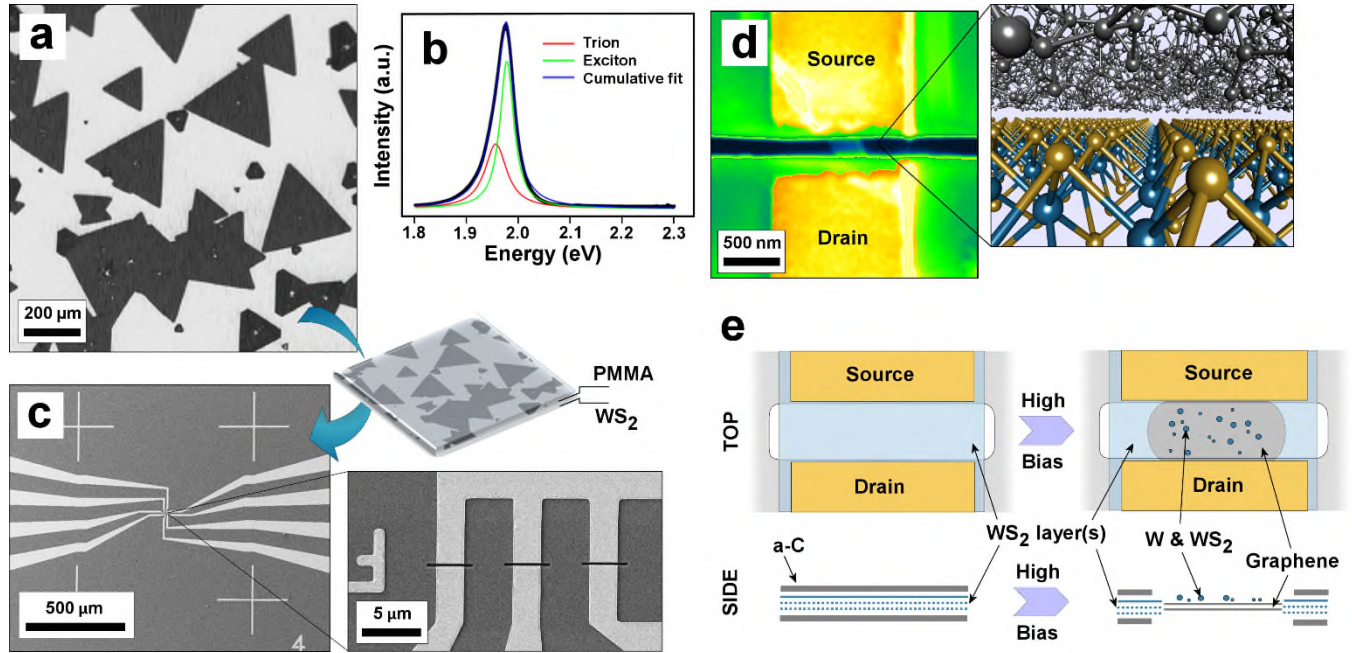 a
200 µm
b
Intensity (a.u.)
Trion
Exciton
Cumulative fit
1.8 1.9 2.0 2.1 2.2 2.3
Energy (eV)
PMMA
WS2
c
500 µm
4
5 µm
d
Source
Drain
500 nm
e
TOP
Source
Drain
High
Bias
Source
Drain
WS2 layer(s)
W & WS2
Graphene
SIDE
a-C
High
Bias